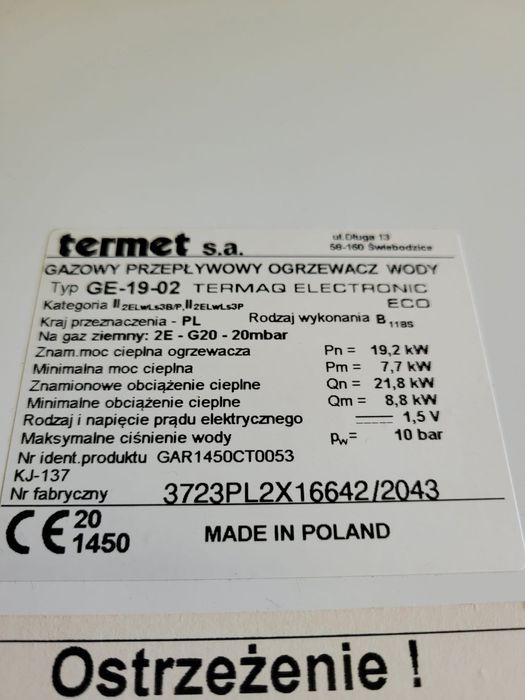 termet s.a.
ul.Długa 13
58-160 Świebodzice
GAZOWY PRZEPŁYWOWY OGRZEWACZ WODY
Typ GE-19-02 TERMAQ ELECTRONIC
ECO
Kategoria II2ELwLs3B/P,II2ELwLs3P
Kraj przeznaczenia - PL Rodzaj wykonania B11BS
Na gaz ziemny: 2E - G20 - 20mbar
Znam.moc cieplna ogrzewacza Pn = 19,2 kW
Minimalna moc cieplna Pm = 7,7 kW
Znamionowe obciążenie cieplne Qn = 21,8 kW
Minimalne obciążenie cieplne Qm = 8,8 kW
Rodzaj i napięcie prądu elektrycznego 1,5 V
Maksymalne ciśnienie wody pw= 10 bar
Nr ident.produktu GAR1450CT0053
KJ-137
Nr fabryczny 3723PL2X16642/2043
CE 20
1450
MADE IN POLAND
Ostrzeżenie !